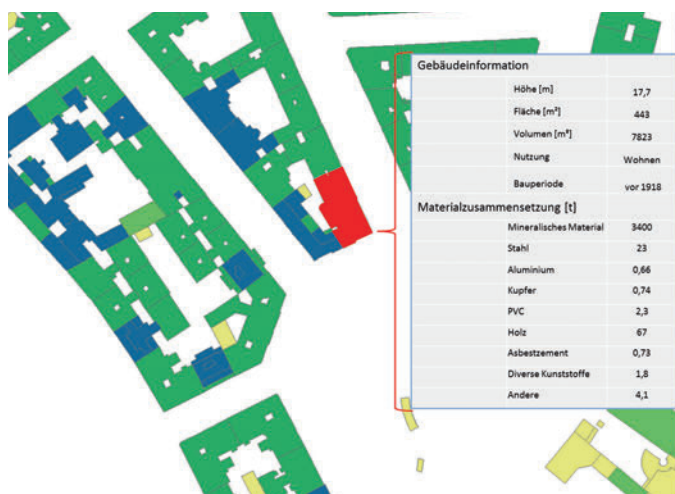 Gebäudeinformation
Höhe [m] 17,7
Fläche [m²] 443
Volumen [m³] 7823
Nutzung Wohnen
Bauperiode vor 1918
Materialzusammensetzung [t]
Mineralisches Material 3400
Stahl 23
Aluminium 0,66
Kupfer 0,74
PVC 2,3
Holz 67
Asbestzement 0,73
Diverse Kunststoffe 1,8
Andere 4,1